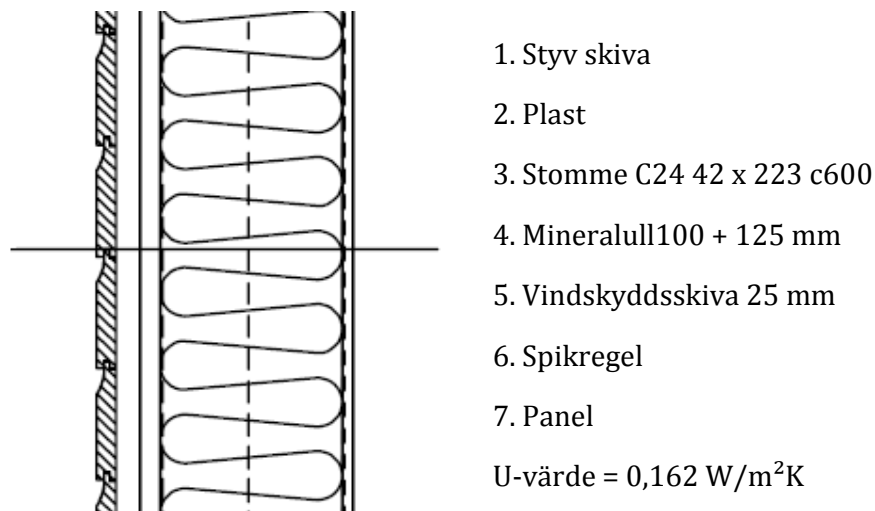 1. Styv skiva
2. Plast
3. Stomme C24 42 x 223 c600
4. Mineralull100 + 125 mm
5. Vindskyddsskiva 25 mm
6. Spikregel
7. Panel
U-värde = 0,162 W/m²K